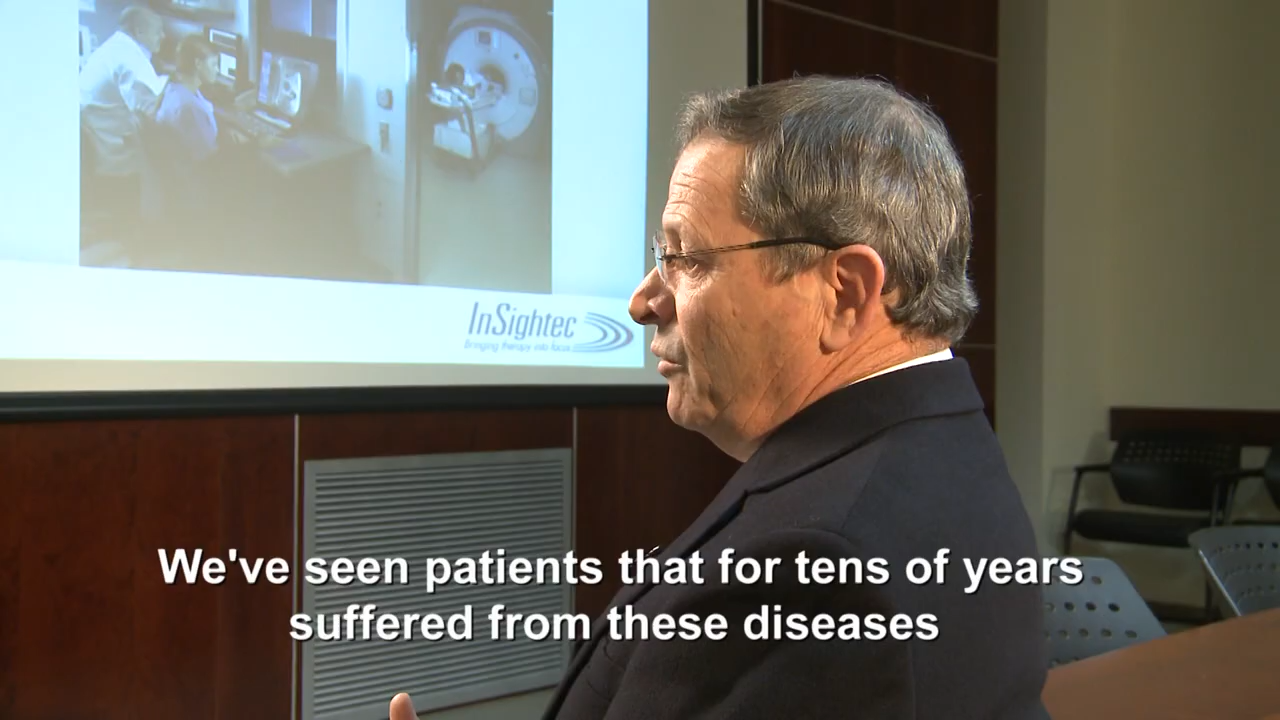 InSightec
Bringing therapy into focus
We've seen patients that for tens of years
suffered from these diseases